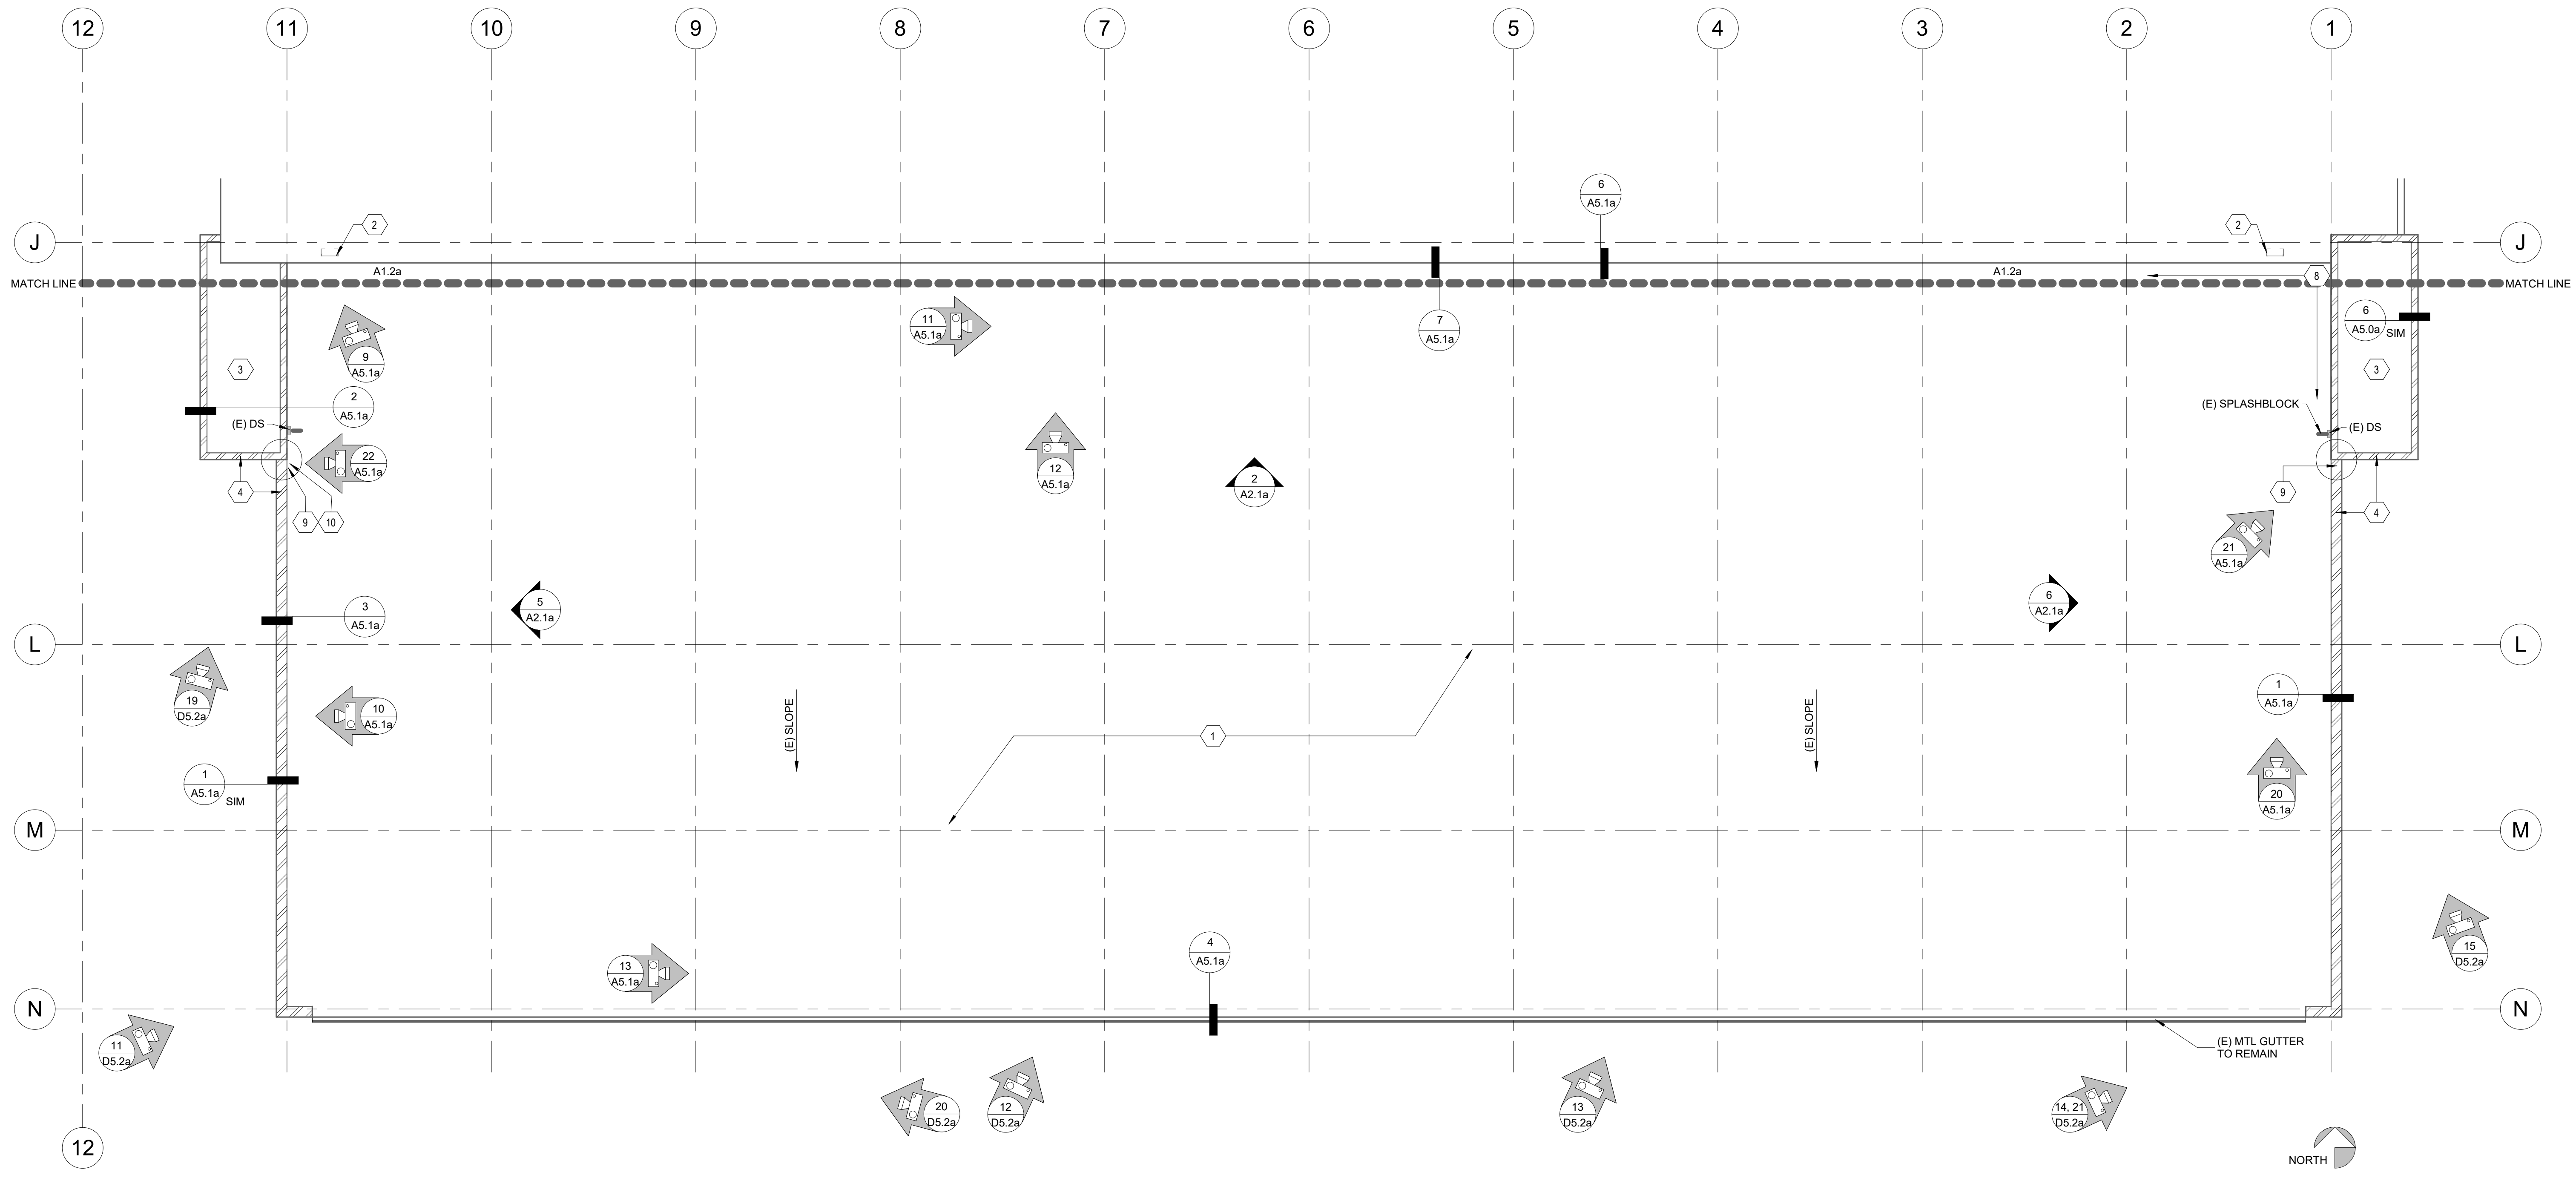 12
11
10
9
8
7
6
5
4
3
2
1
6
A5.1a
2
2
J
J
A1.2a
A1.2a
8
MATCH LINE
MATCH LINE
11
A5.1a
7
A5.1a
6
A5.0a
SIM
9
A5.1a
3
3
2
A5.1a
(E) SPLASHBLOCK
(E) DS
(E) DS
22
A5.1a
12
A5.1a
2
A2.1a
4
9
4
9
10
21
A5.1a
5
A2.1a
6
A2.1a
3
A5.1a
L
L
19
D5.2a
10
A5.1a
(E) SLOPE
(E) SLOPE
1
1
A5.1a
1
A5.1a
SIM
20
A5.1a
M
M
4
A5.1a
15
D5.2a
13
A5.1a
N
N
11
D5.2a
(E) MTL GUTTER
TO REMAIN
20
D5.2a
12
D5.2a
13
D5.2a
14, 21
D5.2a
12
NORTH